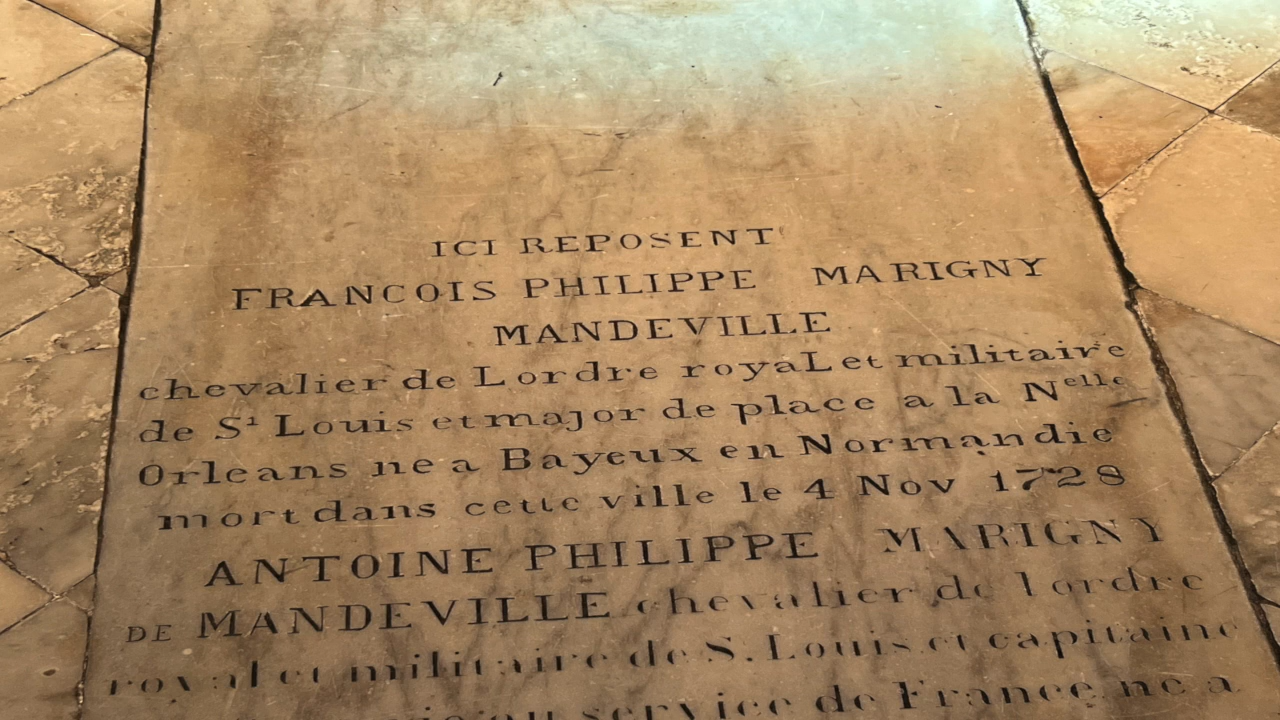 ICI REPOSENT
FRANCOIS PHILIPPE MARIGNY
MANDEVILLE
chevalier de Lordre royaL et militaire
de St Louis et major de place a la Nelle
Orleans ne a Bayeux en Normandie
mort dans cette ville le 4 Nov 1728
ANTOINE PHILIPPE MARIGNY
DE MANDEVILLE chevalier de lordre
royal et militaire de S. Louis et capitaine
au service de France ne a